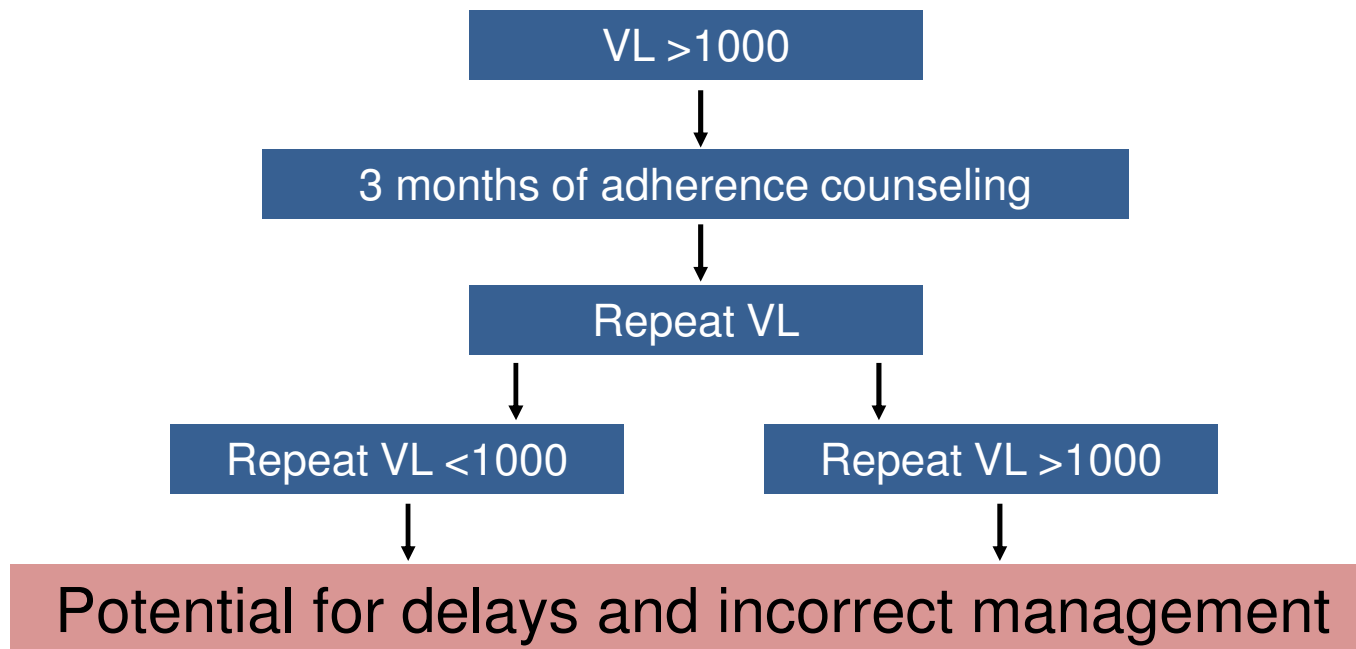 VL >1000
3 months of adherence counseling
Repeat VL
Repeat VL <1000
Repeat VL >1000
Potential for delays and incorrect management